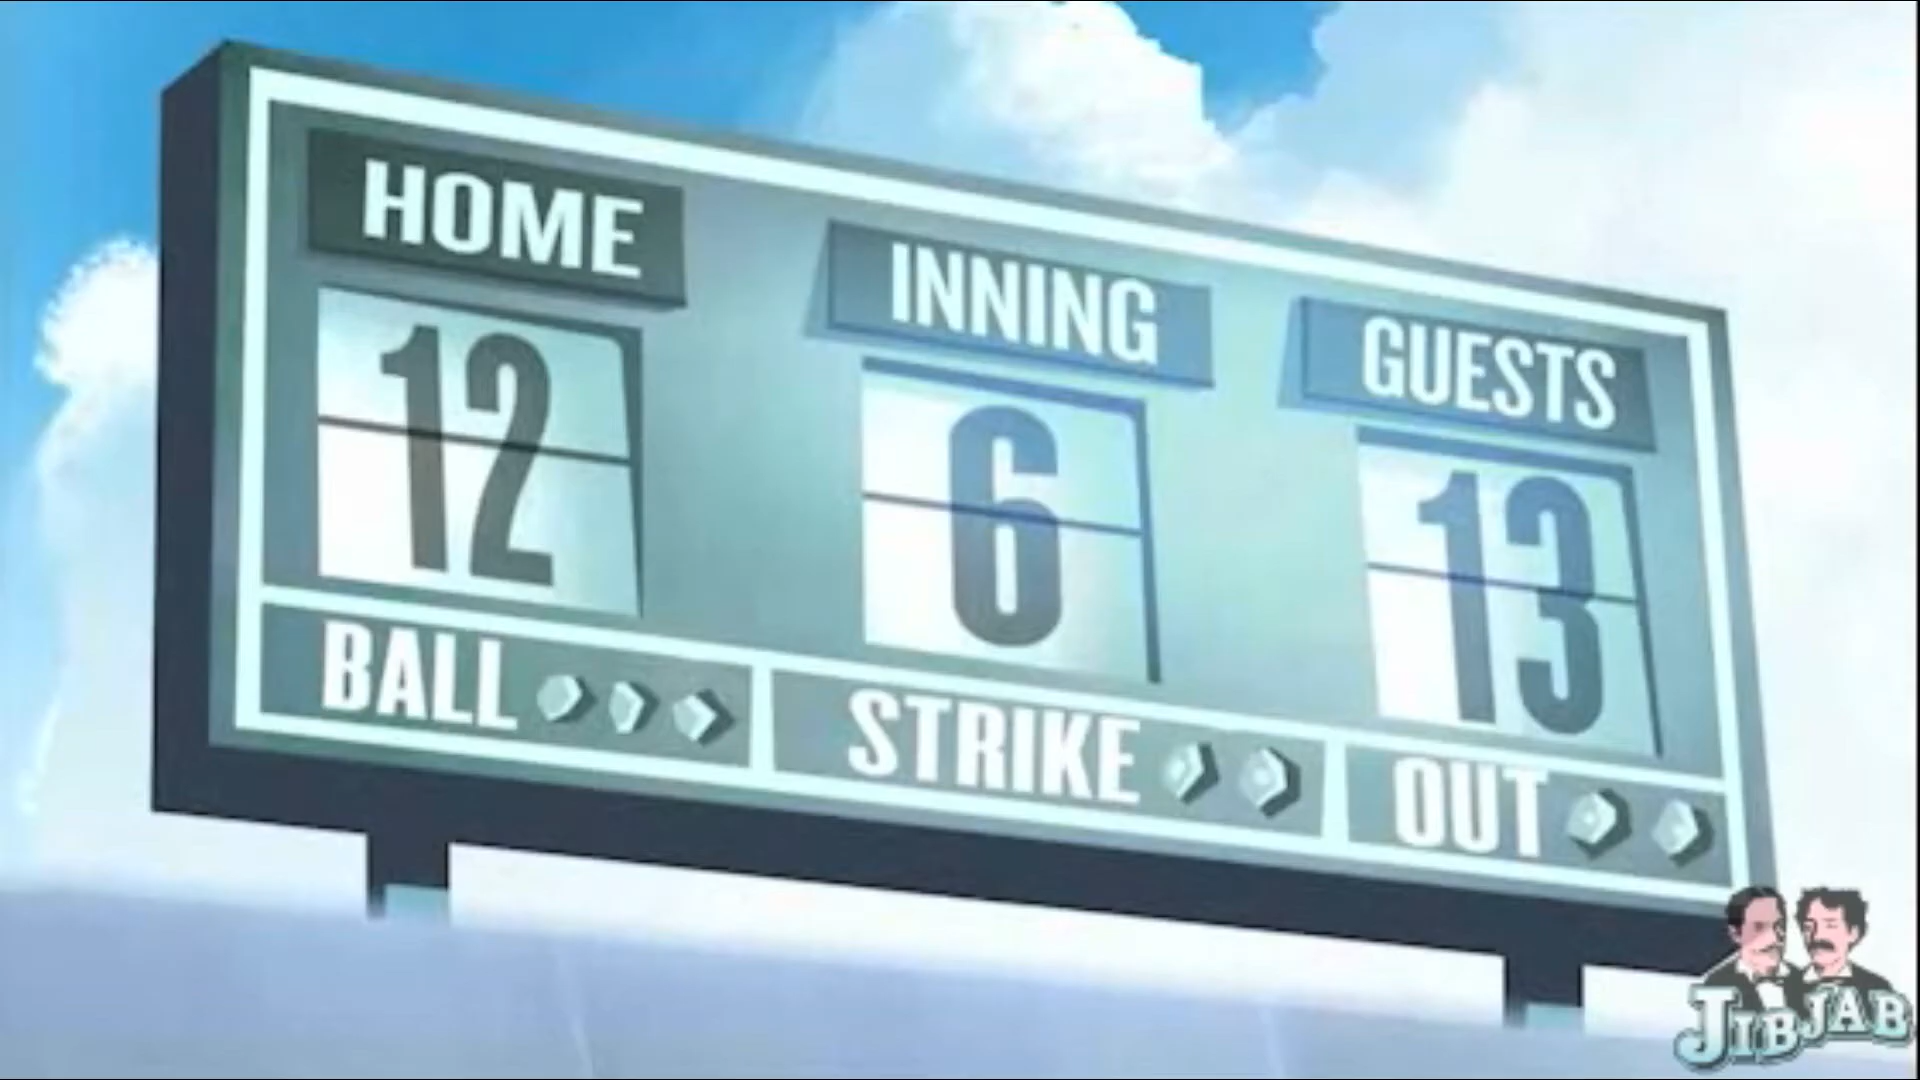 HOME
INNING
GUESTS
12
6
13
BALL
STRIKE
OUT
JIBJAB